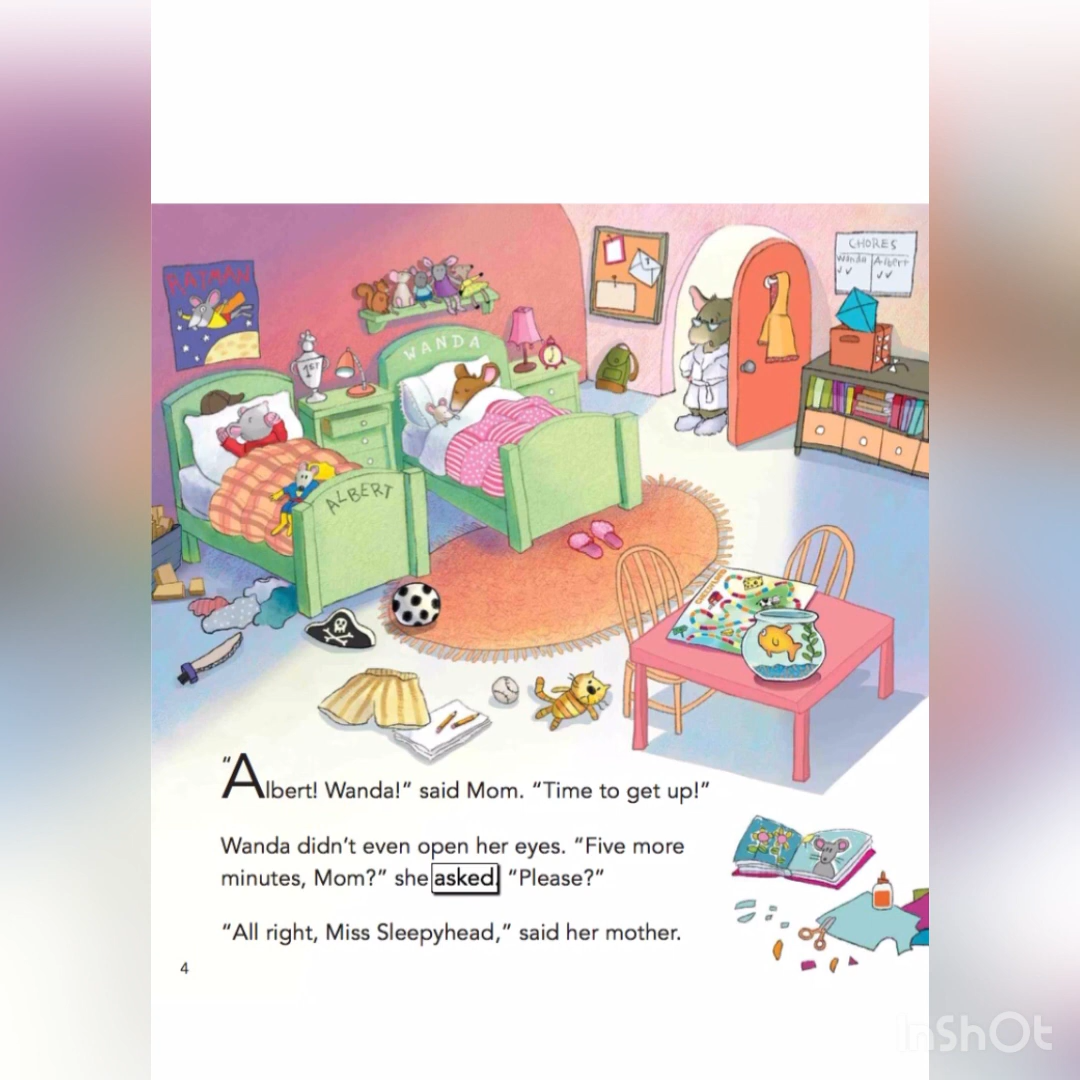 RATMAN
1ST
WANDA
ALBERT
CHORES
Wanda Albert
"Albert! Wanda!" said Mom. "Time to get up!"
Wanda didn't even open her eyes. "Five more
minutes, Mom?" she asked. "Please?"
"All right, Miss Sleepyhead," said her mother.
4
InShOt